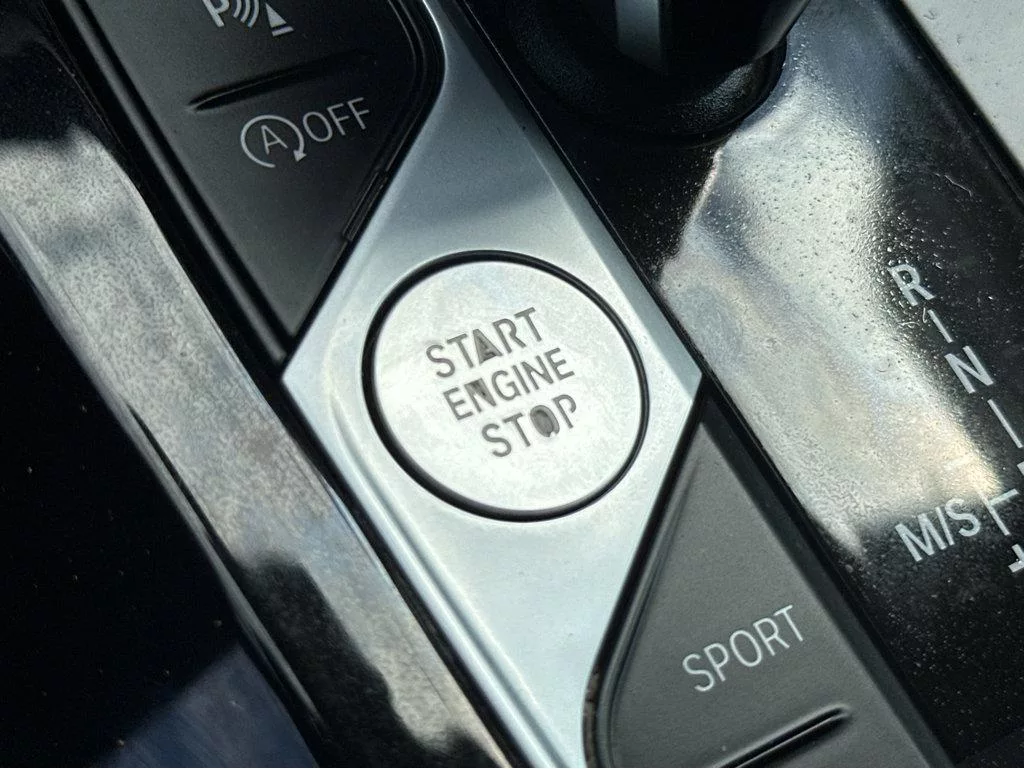 P
A OFF
START
ENGINE
STOP
SPORT
R
N
M/S
+